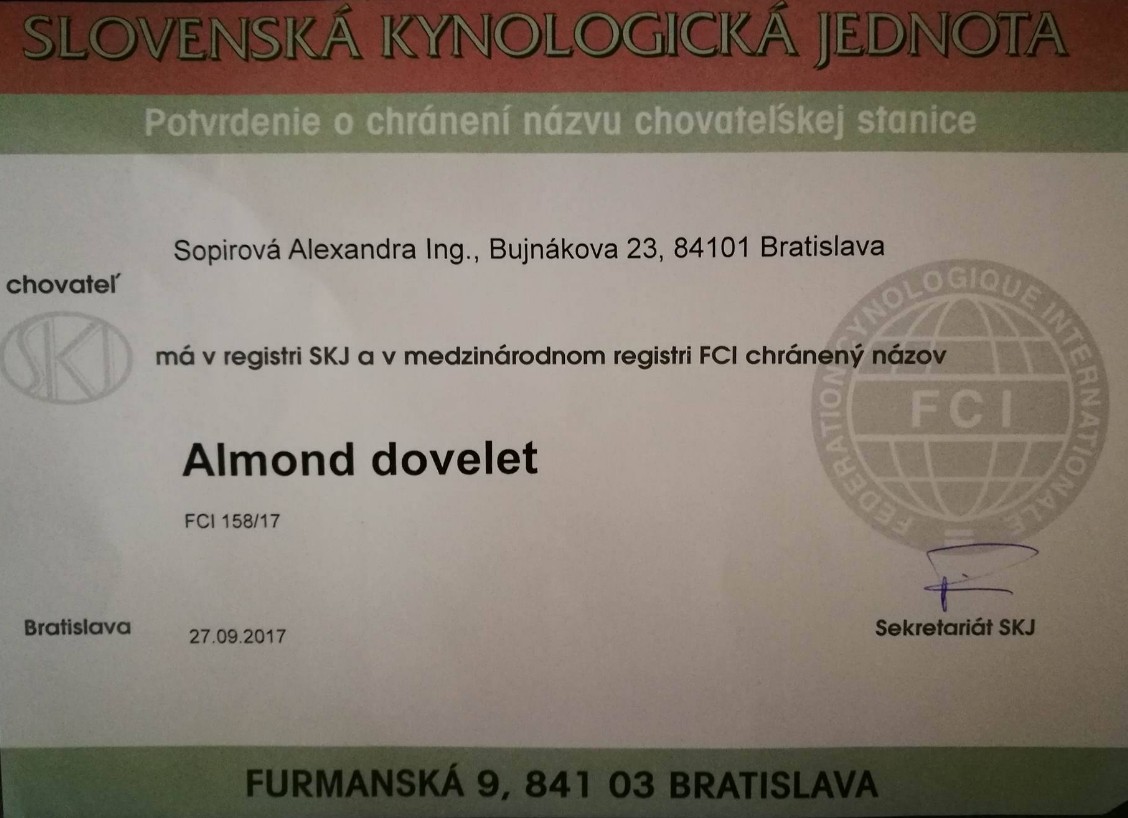 SLOVENSKÁ KYNOLOGICKÁ JEDNOTA
Potvrdenie o chránení názvu chovateľskej stanice
Sopirová Alexandra Ing., Bujnákova 23, 84101 Bratislava
chovateľ
SKJ
má v registri SKJ a v medzinárodnom registri FCI chránený názov
FEDERATION CYNOLOGIQUE INTERNATIONALE
FCI
Almond dovelet
FCI 158/17
Bratislava
27.09.2017
Sekretariát SKJ
FURMANSKÁ 9, 841 03 BRATISLAVA